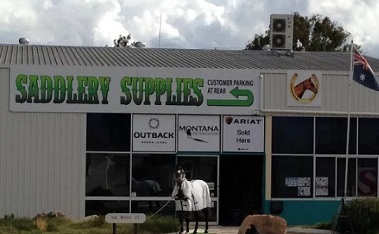 SADDLERY SUPPLIES
CUSTOMER PARKING
AT REAR
OUTBACK
MONTANA
ARIAT
Sold
Here